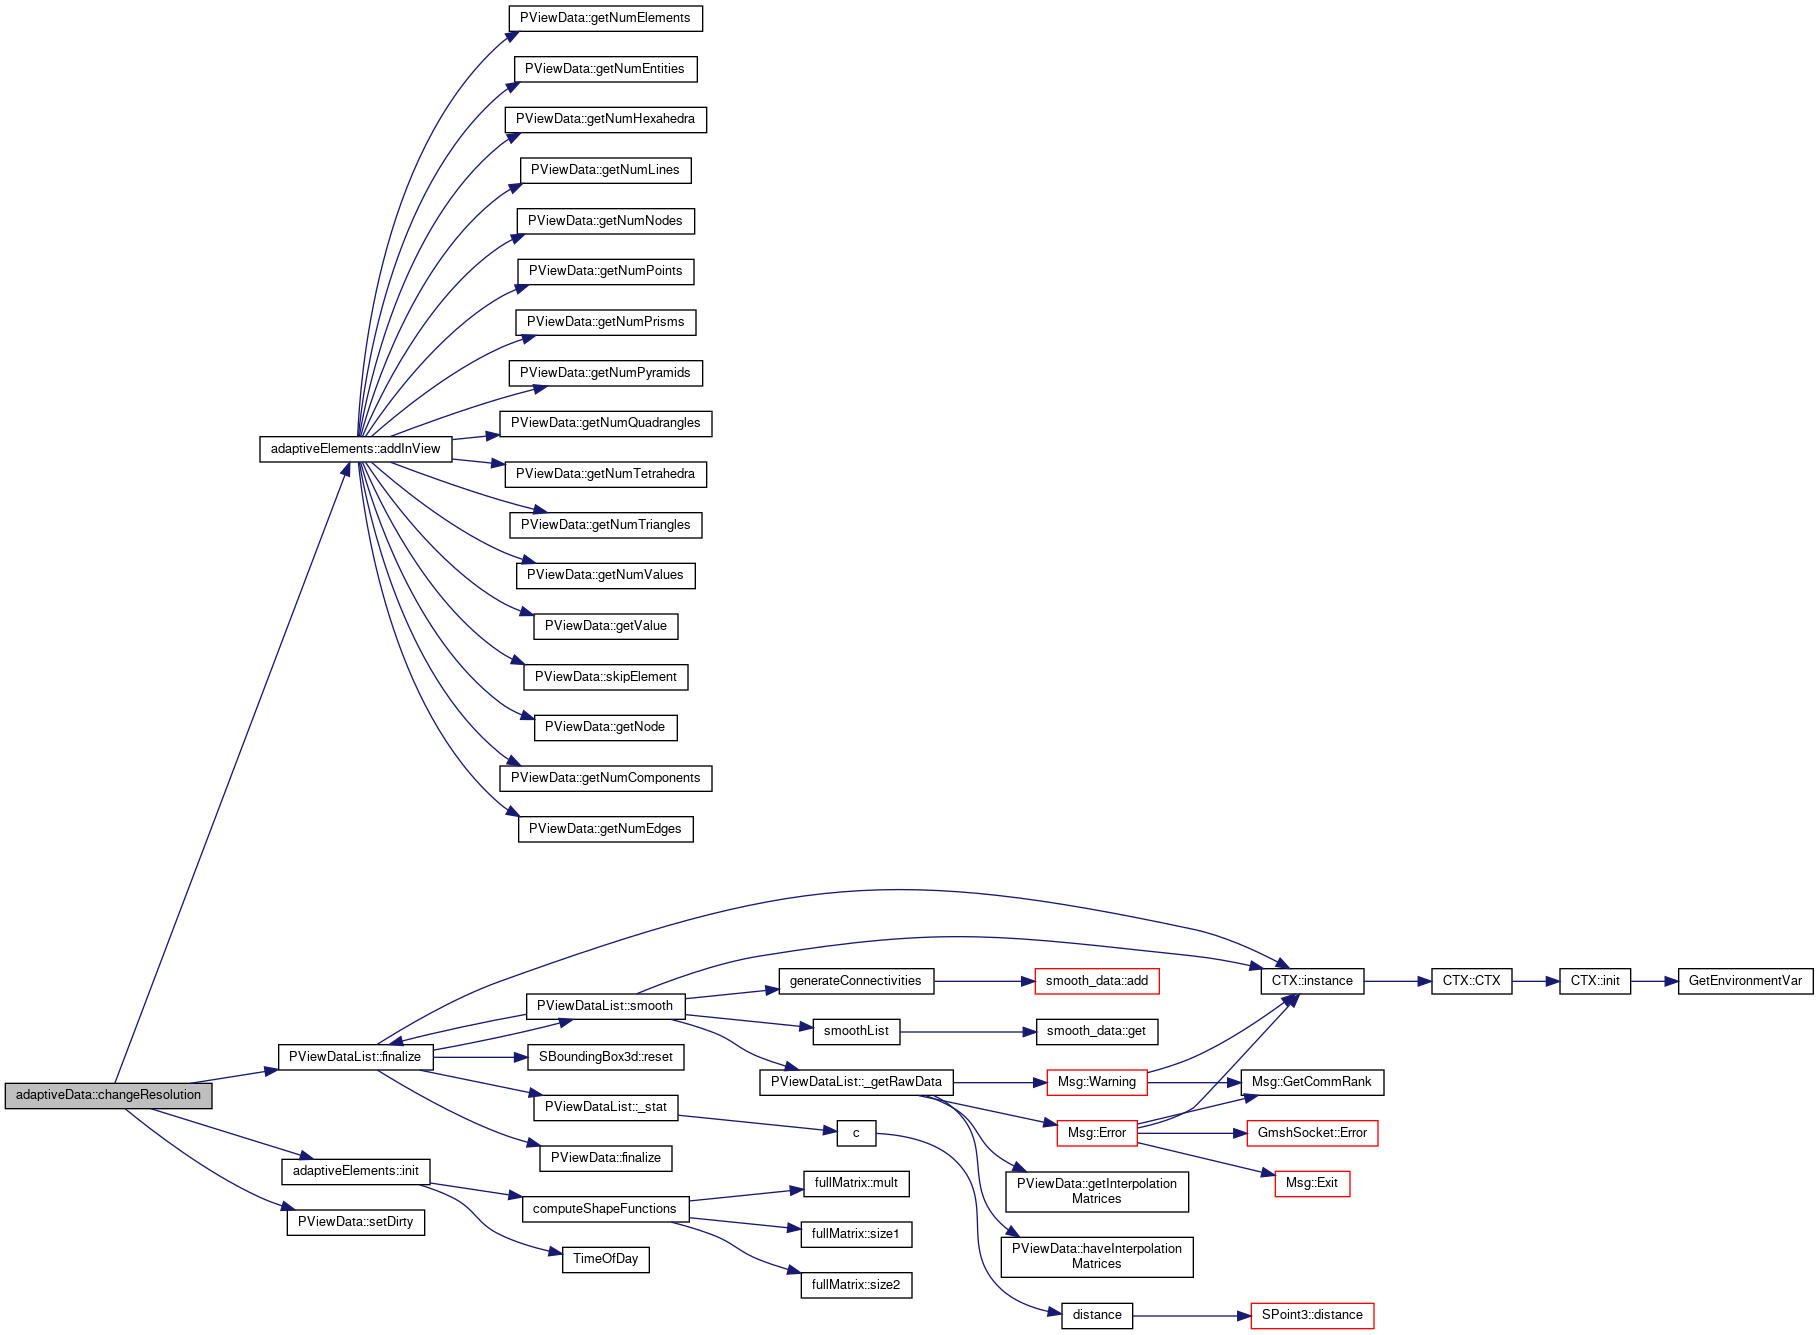 PViewData::getNumElements
PViewData::getNumEntities
PViewData::getNumHexahedra
PViewData::getNumLines
PViewData::getNumNodes
PViewData::getNumPoints
PViewData::getNumPrisms
PViewData::getNumPyramids
PViewData::getNumQuadrangles
adaptiveElements::addInView
PViewData::getNumTetrahedra
PViewData::getNumTriangles
PViewData::getNumValues
PViewData::getValue
PViewData::skipElement
PViewData::getNode
PViewData::getNumComponents
PViewData::getNumEdges
generateConnectivities
smooth_data::add
CTX::instance
CTX::CTX
CTX::init
GetEnvironmentVar
PViewDataList::smooth
smoothList
smooth_data::get
PViewDataList::finalize
SBoundingBox3d::reset
PViewDataList::_getRawData
Msg::Warning
Msg::GetCommRank
adaptiveData::changeResolution
PViewDataList::_stat
c
Msg::Error
GmshSocket::Error
PViewData::finalize
adaptiveElements::init
fullMatrix::mult
PViewData::getInterpolation
Matrices
Msg::Exit
computeShapeFunctions
PViewData::setDirty
fullMatrix::size1
PViewData::haveInterpolation
Matrices
TimeOfDay
fullMatrix::size2
distance
SPoint3::distance